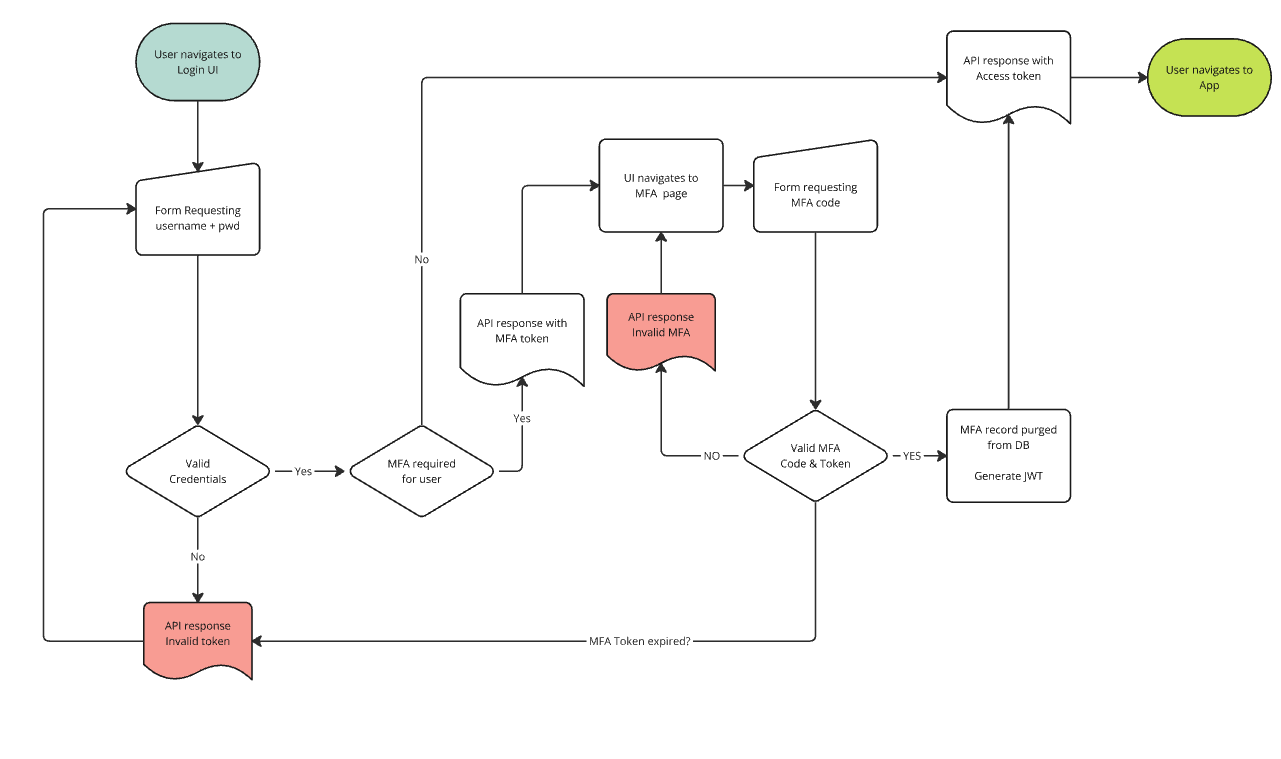 User navigates to
Login UI
API response with
Access token
User navigates to
App
Form Requesting
username + pwd
UI navigates to
MFA page
Form requesting
MFA code
No
API response with
MFA token
API response
Invalid MFA
Yes
Valid
Credentials
Yes
MFA required
for user
NO
Valid MFA
Code & Token
YES
MFA record purged
from DB
Generate JWT
No
API response
Invalid token
MFA Token expired?